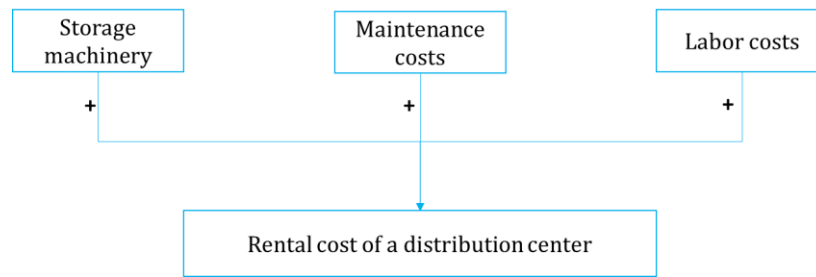 Storage
machinery
Maintenance
costs
Labor costs
+
+
+
Rental cost of a distribution center